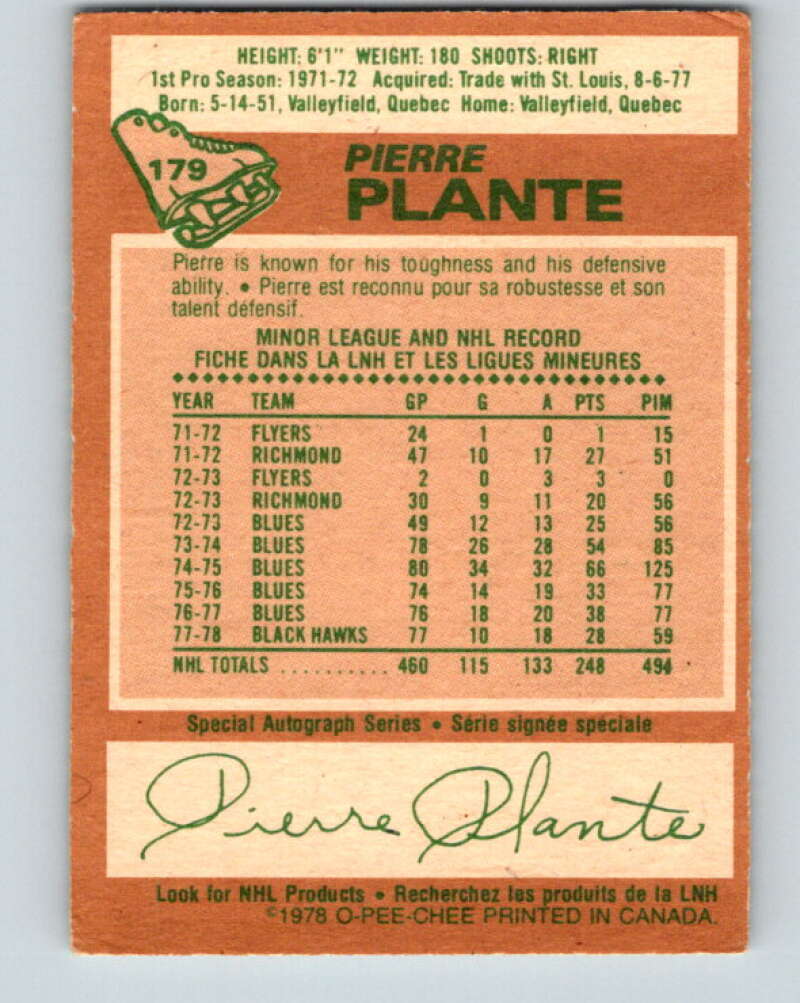 HEIGHT: 6'1" WEIGHT: 180 SHOOTS: RIGHT
1st Pro Season: 1971-72 Acquired: Trade with St. Louis, 8-6-77
Born: 5-14-51, Valleyfield, Quebec Home: Valleyfield, Quebec
179
PIERRE
PLANTE
Pierre is known for his toughness and his defensive
ability. • Pierre est reconnu pour sa robustesse et son
talent défensif.
MINOR LEAGUE AND NHL RECORD
FICHE DANS LA LNH ET LES LIGUES MINEURES
YEAR TEAM GP G A PTS PIM
71-72 FLYERS 24 1 0 1 15
71-72 RICHMOND 47 10 17 27 51
72-73 FLYERS 2 0 3 3 0
72-73 RICHMOND 30 9 11 20 56
72-73 BLUES 49 12 13 25 56
73-74 BLUES 78 26 28 54 85
74-75 BLUES 80 34 32 66 125
75-76 BLUES 74 14 19 33 77
76-77 BLUES 76 18 20 38 77
77-78 BLACK HAWKS 77 10 18 28 59
NHL TOTALS .......... 460 115 133 248 494
Special Autograph Series • Série signée spéciale
Pierre Plante
Look for NHL Products • Recherchez les produits de la LNH
©1978 O-PEE-CHEE PRINTED IN CANADA.